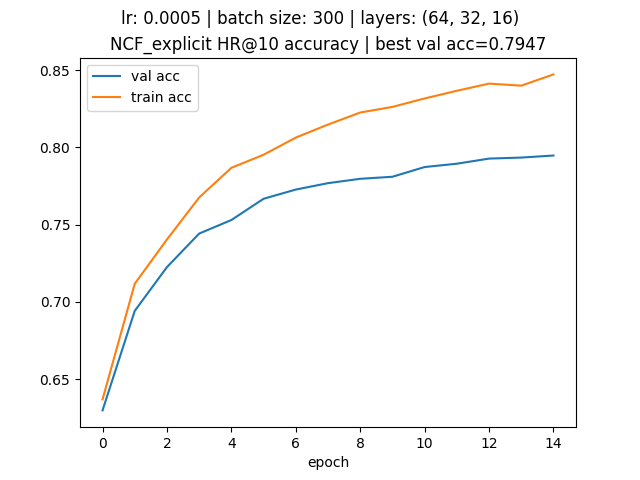 lr: 0.0005 | batch size: 300 | layers: (64, 32, 16)
NCF_explicit HR@10 accuracy | best val acc=0.7947
val acc
train acc
0.85
0.80
0.75
0.70
0.65
0 2 4 6 8 10 12 14
epoch